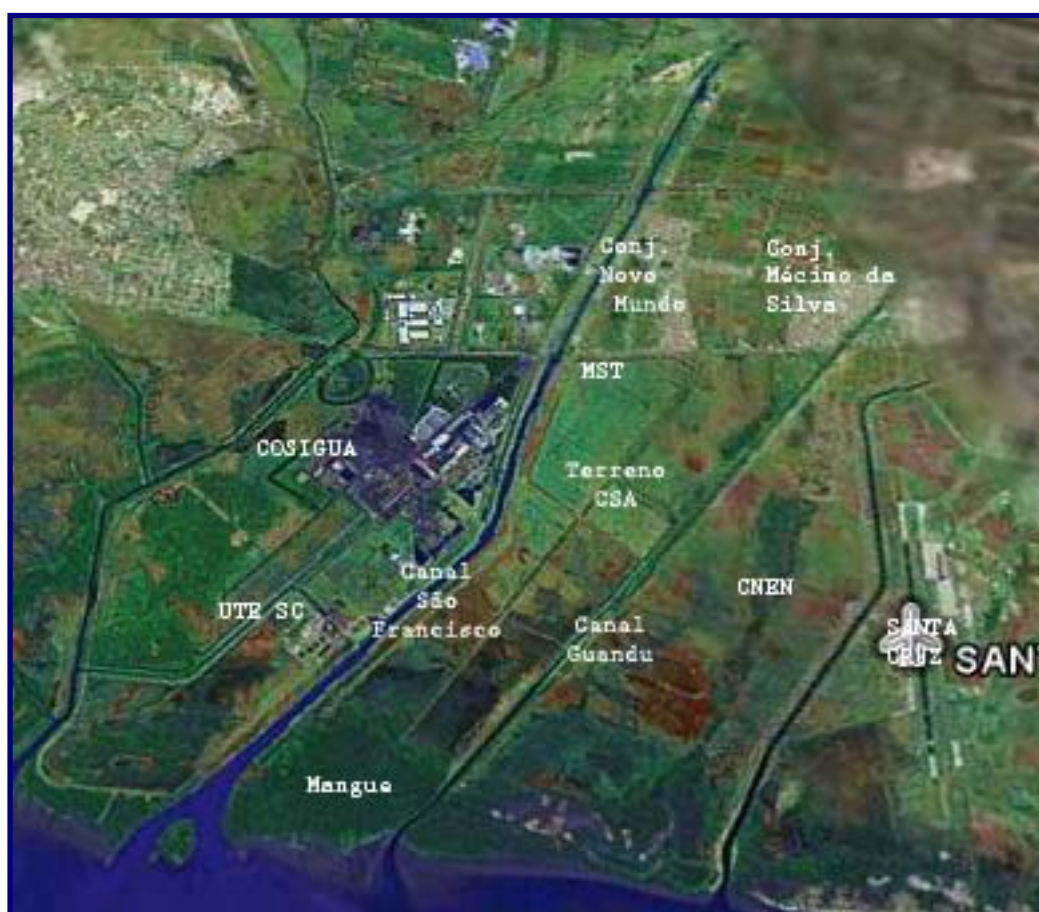 Conj.
Novo
Mundo
Conj.
Mécimo da
Silva
MST
COSIGUA
Terreno
CSA
Canal
São
Francisco
UTE SC
CNEN
Canal
Guandu
SANTA
CRUZ
SAN
Mangue